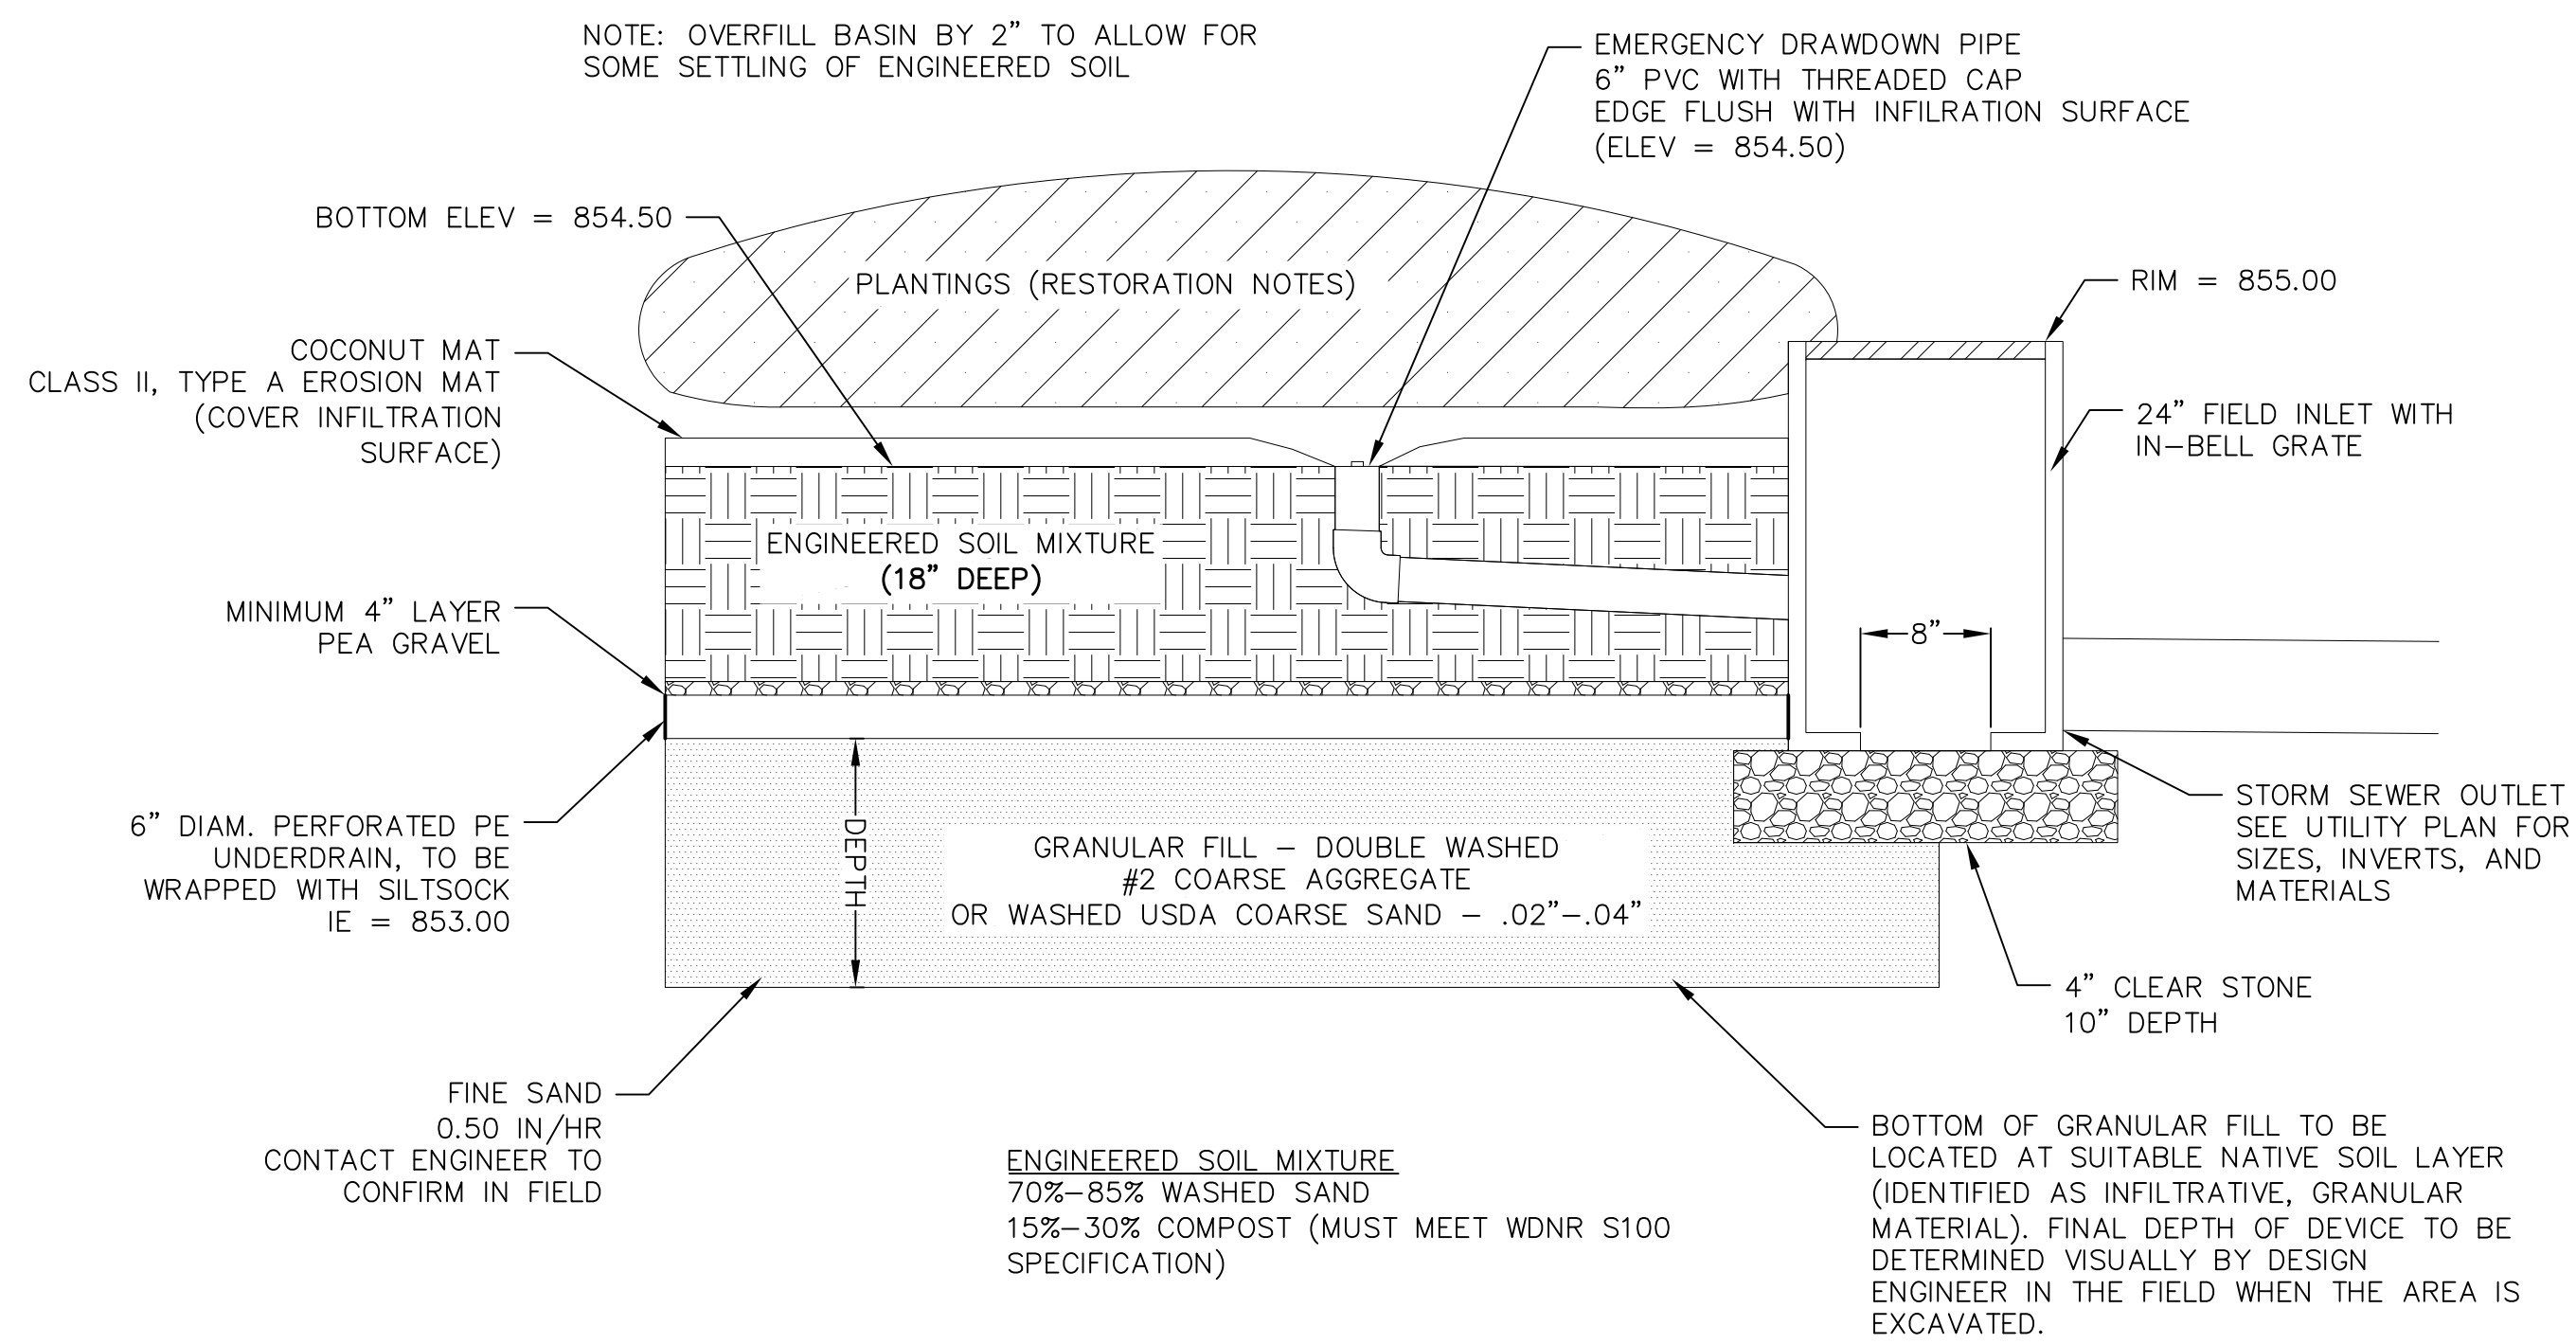 NOTE: OVERFILL BASIN BY 2” TO ALLOW FOR
SOME SETTLING OF ENGINEERED SOIL
EMERGENCY DRAWDOWN PIPE
6” PVC WITH THREADED CAP
EDGE FLUSH WITH INFILRATION SURFACE
(ELEV = 854.50)
BOTTOM ELEV = 854.50
PLANTINGS (RESTORATION NOTES)
RIM = 855.00
COCONUT MAT
CLASS II, TYPE A EROSION MAT
(COVER INFILTRATION
SURFACE)
24” FIELD INLET WITH
IN–BELL GRATE
ENGINEERED SOIL MIXTURE
(18” DEEP)
MINIMUM 4” LAYER
PEA GRAVEL
8”
6” DIAM. PERFORATED PE
UNDERDRAIN, TO BE
WRAPPED WITH SILTSOCK
IE = 853.00
DEPTH
GRANULAR FILL – DOUBLE WASHED
#2 COARSE AGGREGATE
OR WASHED USDA COARSE SAND – .02”–.04”
STORM SEWER OUTLET
SEE UTILITY PLAN FOR
SIZES, INVERTS, AND
MATERIALS
4” CLEAR STONE
10” DEPTH
FINE SAND
0.50 IN/HR
CONTACT ENGINEER TO
CONFIRM IN FIELD
ENGINEERED SOIL MIXTURE
70%–85% WASHED SAND
15%–30% COMPOST (MUST MEET WDNR S100
SPECIFICATION)
BOTTOM OF GRANULAR FILL TO BE
LOCATED AT SUITABLE NATIVE SOIL LAYER
(IDENTIFIED AS INFILTRATIVE, GRANULAR
MATERIAL). FINAL DEPTH OF DEVICE TO BE
DETERMINED VISUALLY BY DESIGN
ENGINEER IN THE FIELD WHEN THE AREA IS
EXCAVATED.